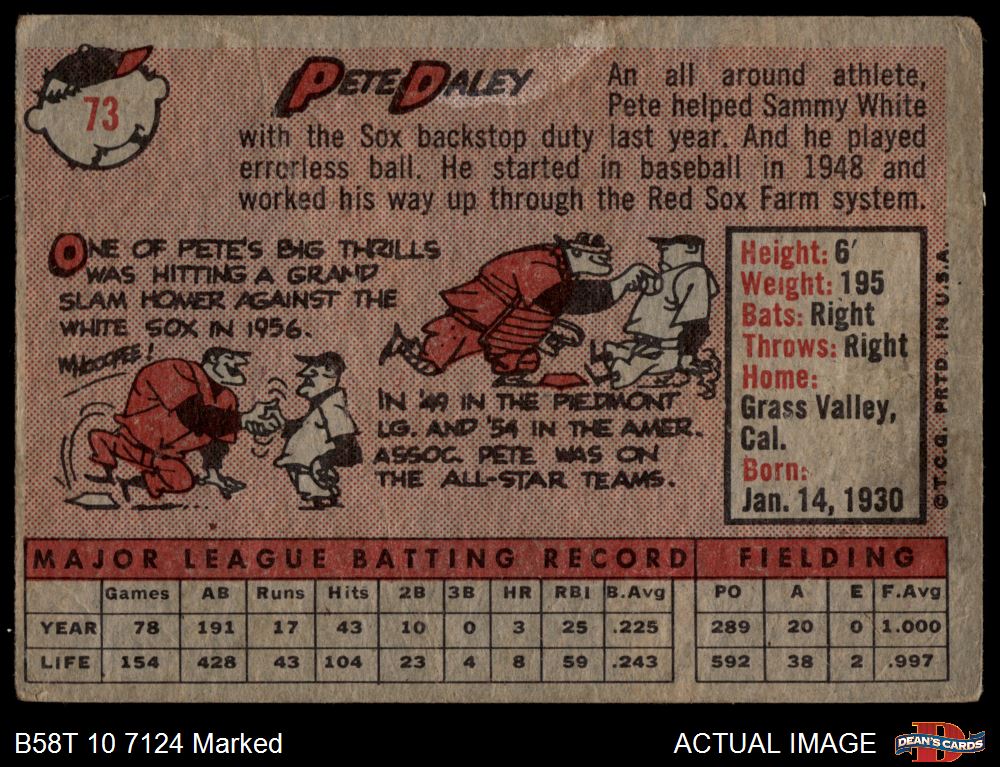 73
PETE DALEY
An all around athlete,
Pete helped Sammy White
with the Sox backstop duty last year. And he played
errorless ball. He started in baseball in 1948 and
worked his way up through the Red Sox Farm system.
ONE OF PETE'S BIG THRILLS
WAS HITTING A GRAND
SLAM HOMER AGAINST THE
WHITE SOX IN 1956.
WHOOPEE!
IN '49 IN THE PIEDMONT
LG. AND '54 IN THE AMER.
ASSOC. PETE WAS ON
THE ALL-STAR TEAMS.
Height: 6'
Weight: 195
Bats: Right
Throws: Right
Home:
Grass Valley,
Cal.
Born:
Jan. 14, 1930
© T.C.G. PRTD. IN U.S.A.
MAJOR LEAGUE BATTING RECORD FIELDING
Games AB Runs Hits 2B 3B HR RBI B.Avg PO A E F.Avg
YEAR 78 191 17 43 10 0 3 25 .225 289 20 0 1.000
LIFE 154 428 43 104 23 4 8 59 .243 592 38 2 .997
B58T 10 7124 Marked
ACTUAL IMAGE
D
DEAN'S CARDS